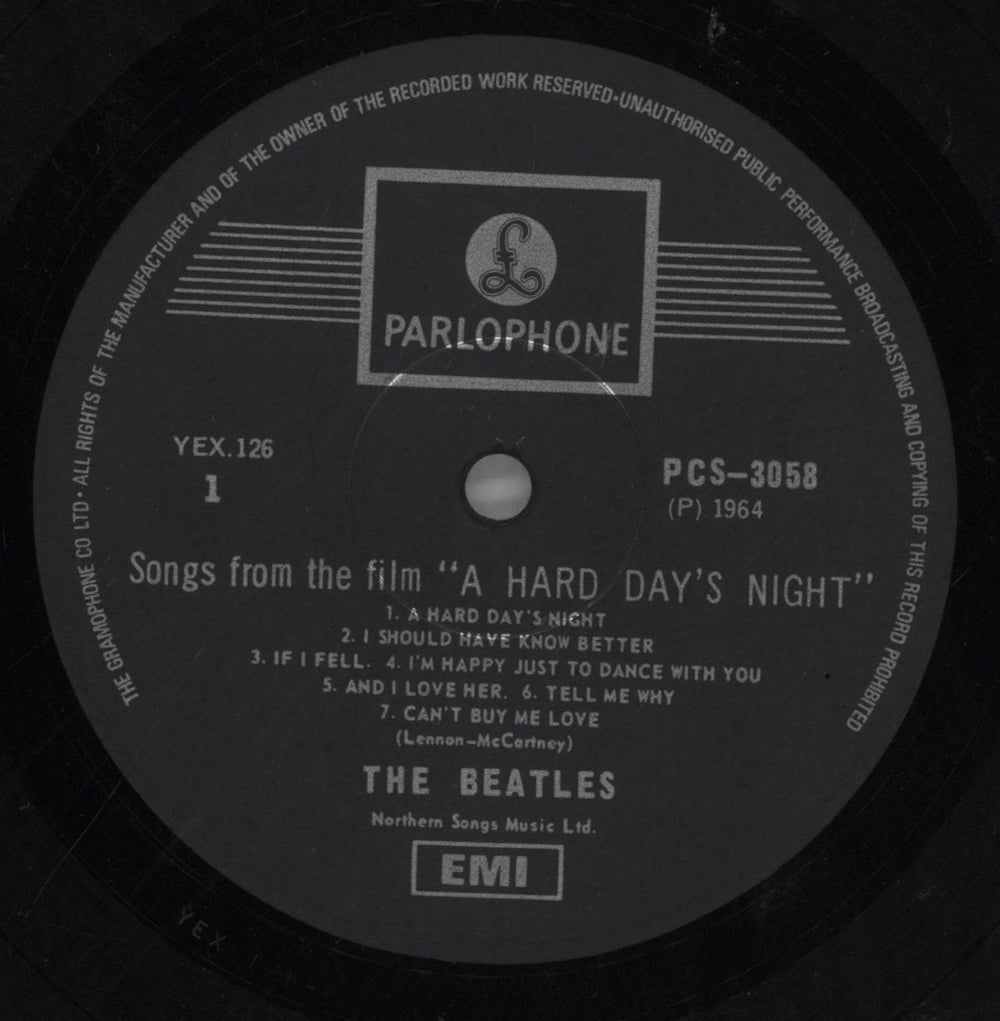 THE GRAMOPHONE CO LTD • ALL RIGHTS OF THE MANUFACTURER AND OF THE OWNER OF THE RECORDED WORK RESERVED • UNAUTHORISED PUBLIC PERFORMANCE BROADCASTING AND COPYING OF THIS RECORD PROHIBITED
£
PARLOPHONE
YEX.126
1
PCS-3058
(P) 1964
Songs from the film "A HARD DAY'S NIGHT"
1. A HARD DAY'S NIGHT
2. I SHOULD HAVE KNOW BETTER
3. IF I FELL. 4. I'M HAPPY JUST TO DANCE WITH YOU
5. AND I LOVE HER. 6. TELL ME WHY
7. CAN'T BUY ME LOVE
(Lennon-McCartney)
THE BEATLES
Northern Songs Music Ltd.
EMI
YEX